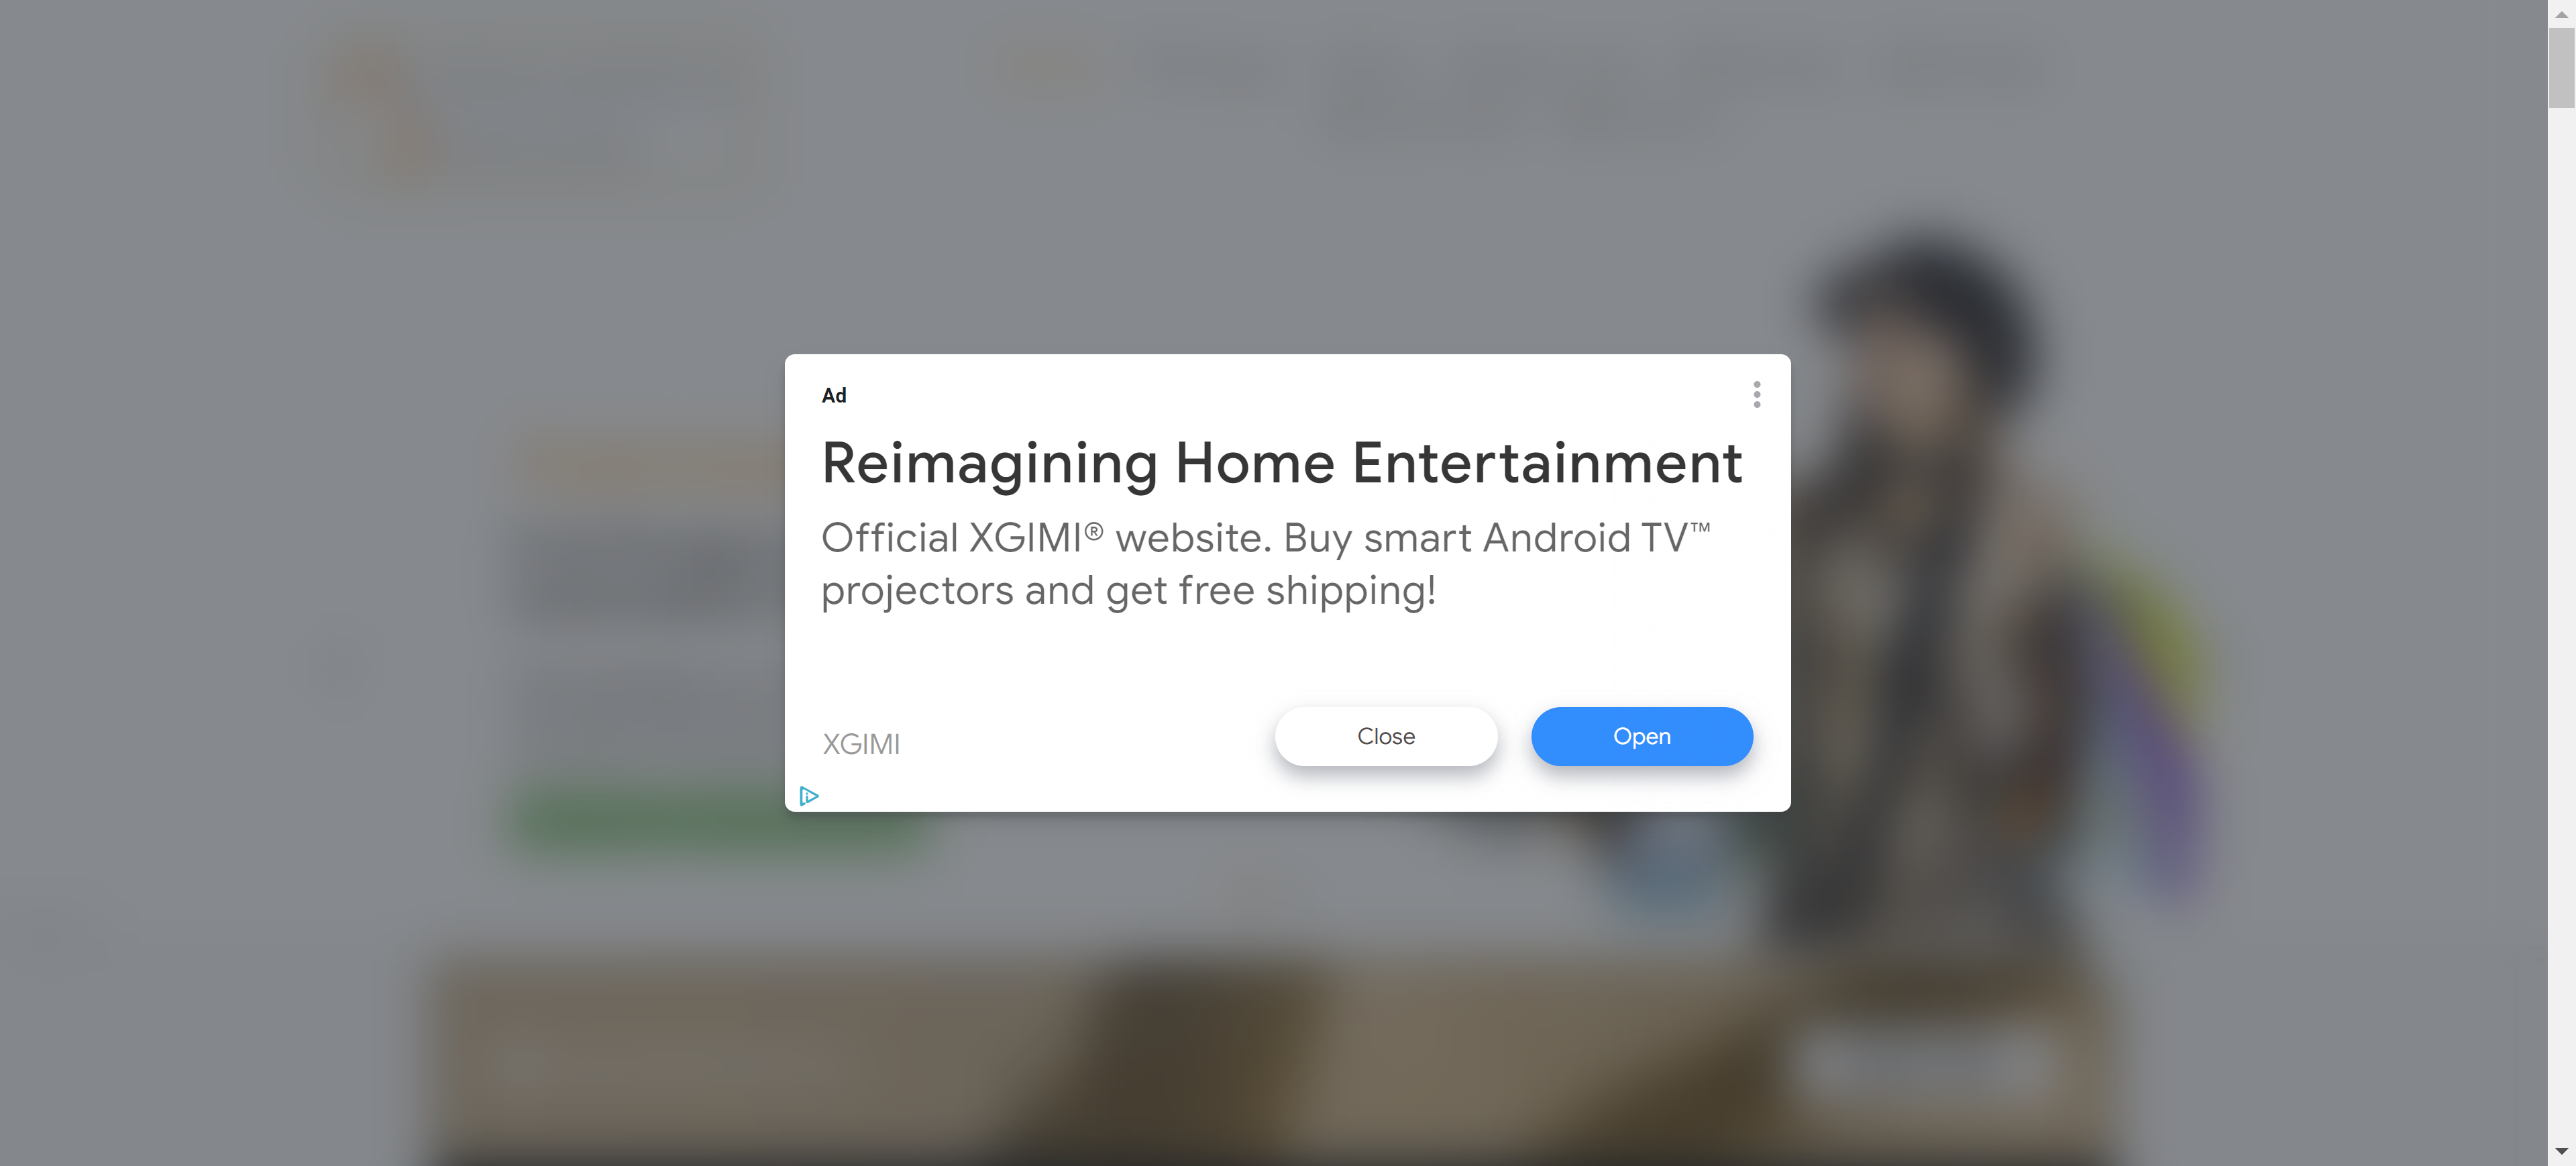 Ad
Reimagining Home Entertainment
Official XGIMI® website. Buy smart Android TV™
projectors and get free shipping!
XGIMI
Close
Open